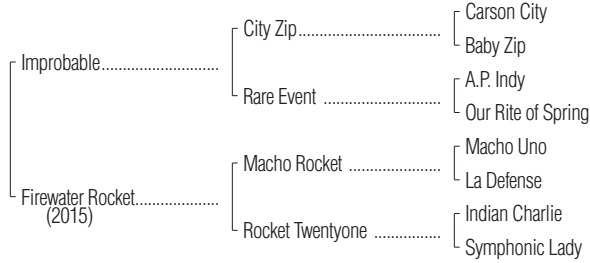 Carson City
City Zip..............................
Baby Zip
Improbable.........................
A.P. Indy
Rare Event .........................
Our Rite of Spring
Macho Uno
Macho Rocket ....................
La Defense
Firewater Rocket..................
(2015)
Indian Charlie
Rocket Twentyone ...............
Symphonic Lady